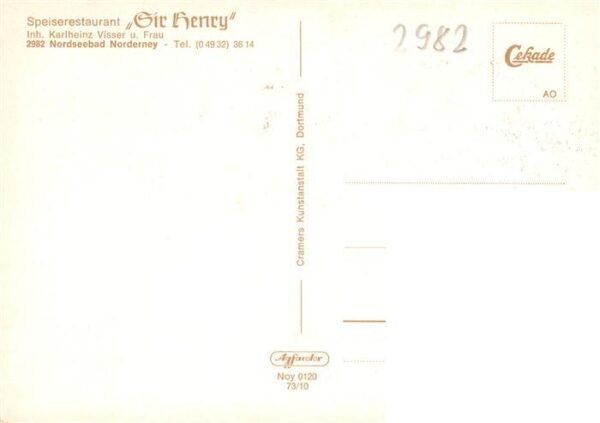 Speiserestaurant „Sir Henry"
Inh. Karlheinz Visser u. Frau
2982 Nordseebad Norderney - Tel. (0 49 32) 36 14
2982
Cekade
AO
Cramers Kunstanstalt KG, Dortmund
Agfacolor
Noy 0120
73/10